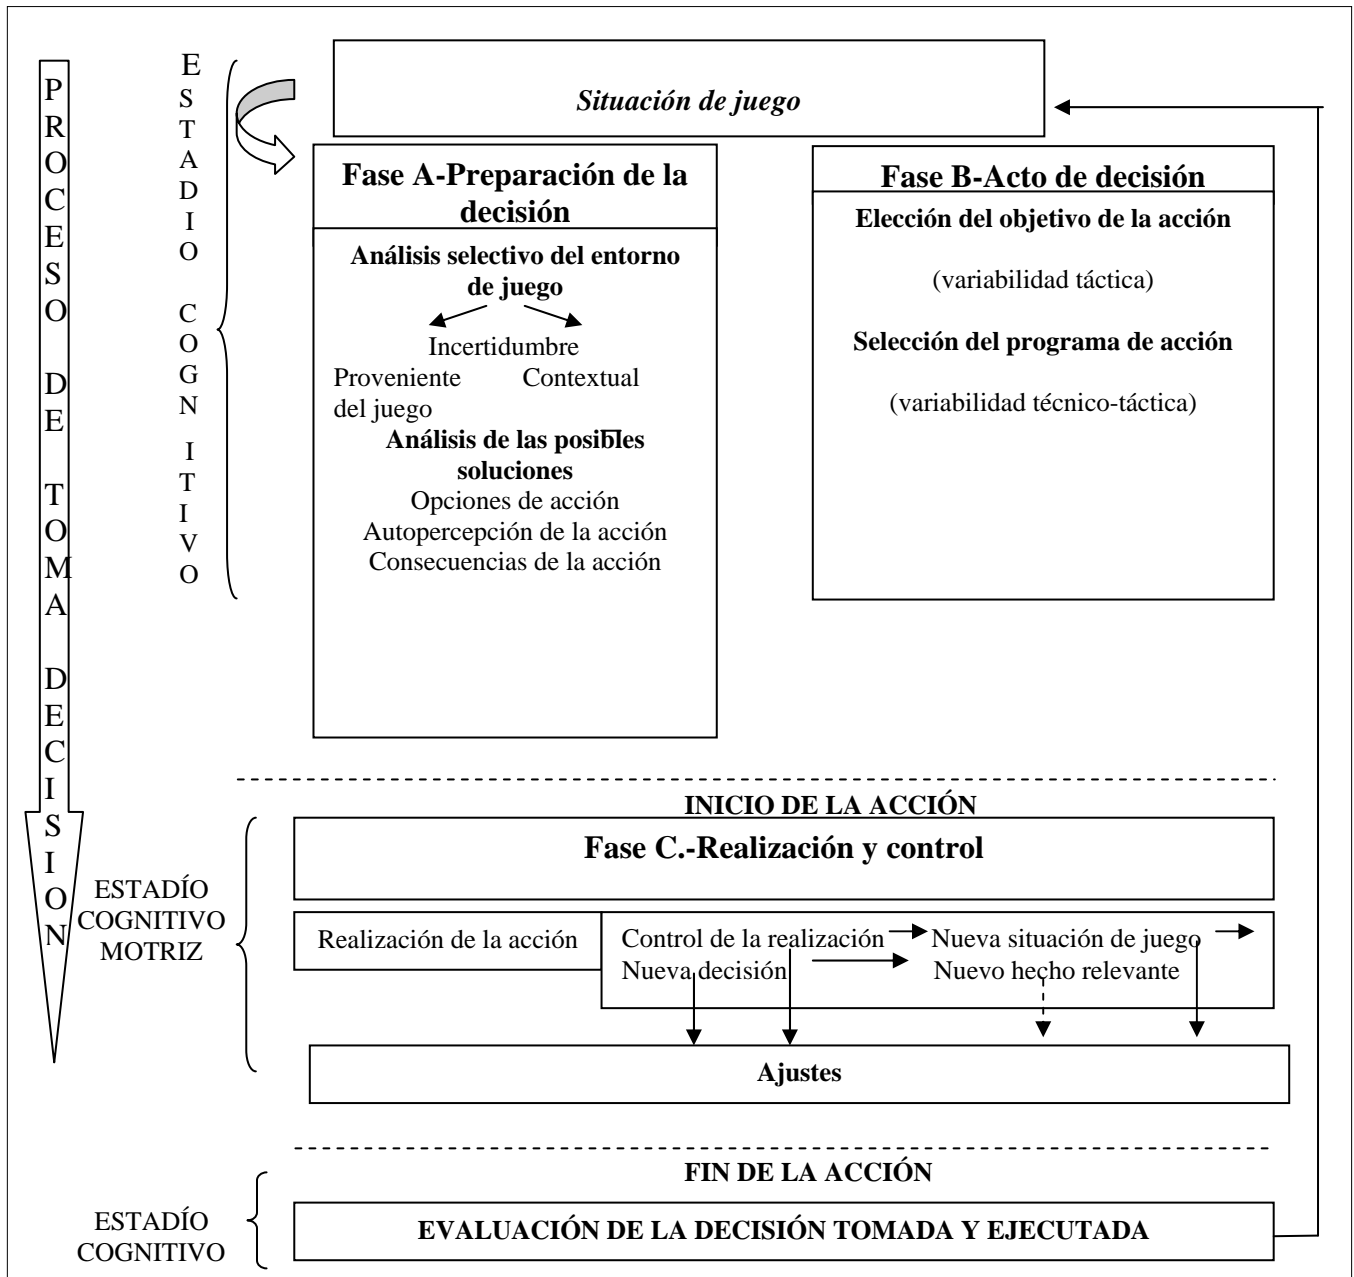 PROCESO DE TOMA DECISION
ESTADIO COGN ITIVO
Situación de juego
Fase A-Preparación de la
decisión
Análisis selectivo del entorno
de juego
Incertidumbre
Proveniente Contextual
del juego
Análisis de las posibles
soluciones
Opciones de acción
Autopercepción de la acción
Consecuencias de la acción
Fase B-Acto de decisión
Elección del objetivo de la acción
(variabilidad táctica)
Selección del programa de acción
(variabilidad técnico-táctica)
INICIO DE LA ACCIÓN
ESTADÍO
COGNITIVO
MOTRIZ
Fase C.-Realización y control
Realización de la acción
Control de la realización Nueva situación de juego
Nueva decisión Nuevo hecho relevante
Ajustes
FIN DE LA ACCIÓN
ESTADÍO
COGNITIVO
EVALUACIÓN DE LA DECISIÓN TOMADA Y EJECUTADA